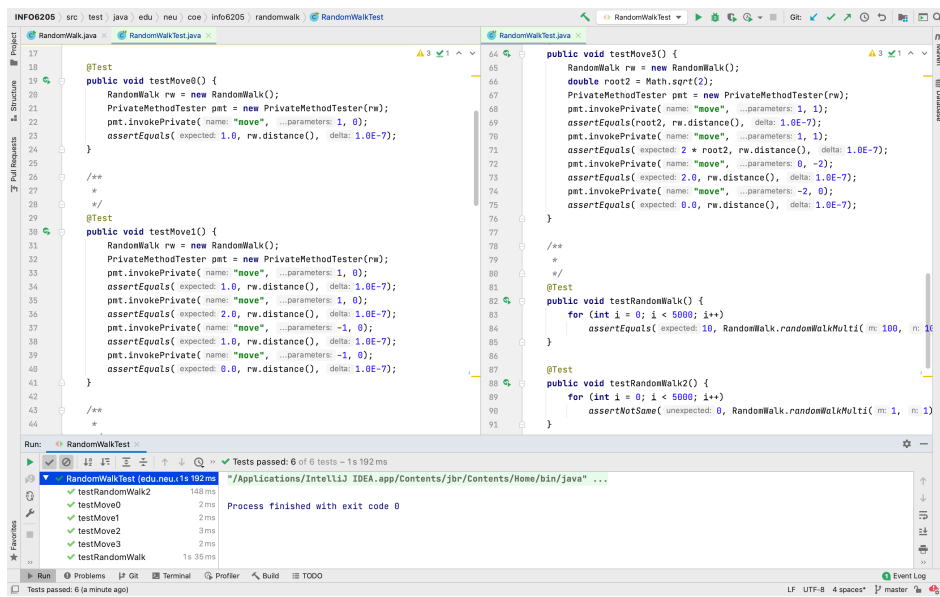 INFO6205 › src › test › java › edu › neu › coe › info6205 › randomwalk › RandomWalkTest
RandomWalkTest
Git:
RandomWalk.java
RandomWalkTest.java
RandomWalkTest.java
Project
Structure
Pull Requests
Favorites
3 1
17
18 @Test
19 public void testMove0() {
20 RandomWalk rw = new RandomWalk();
21 PrivateMethodTester pmt = new PrivateMethodTester(rw);
22 pmt.invokePrivate( name: "move", ...parameters: 1, 0);
23 assertEquals( expected: 1.0, rw.distance(), delta: 1.0E-7);
24 }
25
26 /**
27 *
28 */
29 @Test
30 public void testMove1() {
31 RandomWalk rw = new RandomWalk();
32 PrivateMethodTester pmt = new PrivateMethodTester(rw);
33 pmt.invokePrivate( name: "move", ...parameters: 1, 0);
34 assertEquals( expected: 1.0, rw.distance(), delta: 1.0E-7);
35 pmt.invokePrivate( name: "move", ...parameters: 1, 0);
36 assertEquals( expected: 2.0, rw.distance(), delta: 1.0E-7);
37 pmt.invokePrivate( name: "move", ...parameters: -1, 0);
38 assertEquals( expected: 1.0, rw.distance(), delta: 1.0E-7);
39 pmt.invokePrivate( name: "move", ...parameters: -1, 0);
40 assertEquals( expected: 0.0, rw.distance(), delta: 1.0E-7);
41 }
42
43 /**
44 *
3 1
64 public void testMove3() {
65 RandomWalk rw = new RandomWalk();
66 double root2 = Math.sqrt(2);
67 PrivateMethodTester pmt = new PrivateMethodTester(rw);
68 pmt.invokePrivate( name: "move", ...parameters: 1, 1);
69 assertEquals(root2, rw.distance(), delta: 1.0E-7);
70 pmt.invokePrivate( name: "move", ...parameters: 1, 1);
71 assertEquals( expected: 2 * root2, rw.distance(), delta: 1.0E-7);
72 pmt.invokePrivate( name: "move", ...parameters: 0, -2);
73 assertEquals( expected: 2.0, rw.distance(), delta: 1.0E-7);
74 pmt.invokePrivate( name: "move", ...parameters: -2, 0);
75 assertEquals( expected: 0.0, rw.distance(), delta: 1.0E-7);
76 }
77
78 /**
79 *
80 */
81 @Test
82 public void testRandomWalk() {
83 for (int i = 0; i < 5000; i++)
84 assertEquals( expected: 10, RandomWalk.randomWalkMulti( m: 100, n: 10
85 }
86
87 @Test
88 public void testRandomWalk2() {
89 for (int i = 0; i < 5000; i++)
90 assertNotSame( unexpected: 0, RandomWalk.randomWalkMulti( m: 1, n: 1)
91 }
Run: RandomWalkTest
Tests passed: 6 of 6 tests – 1 s 192 ms
RandomWalkTest (edu.neu.c 1 s 192 ms
testRandomWalk2 148 ms
testMove0 2 ms
testMove1 2 ms
testMove2 3 ms
testMove3 2 ms
testRandomWalk 1 s 35 ms
"/Applications/IntelliJ IDEA.app/Contents/jbr/Contents/Home/bin/java" ...
Process finished with exit code 0
Run Problems Git Terminal Profiler Build TODO
1 Event Log
Tests passed: 6 (a minute ago)
LF UTF-8 4 spaces* master